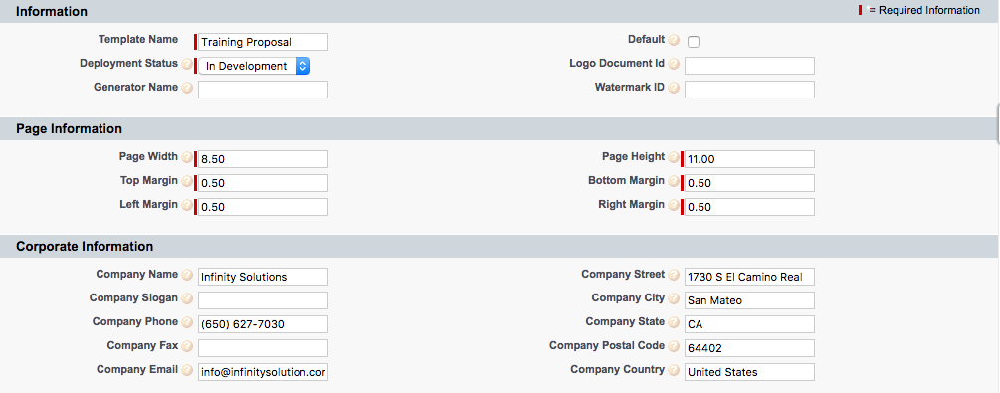 Information
= Required Information
Template Name Training Proposal Default ?
Deployment Status ? In Development Logo Document Id ?
Generator Name ? Watermark ID ?
Page Information
Page Width ? 8.50 Page Height ? 11.00
Top Margin ? 0.50 Bottom Margin ? 0.50
Left Margin ? 0.50 Right Margin ? 0.50
Corporate Information
Company Name ? Infinity Solutions Company Street ? 1730 S El Camino Real
Company Slogan ? Company City ? San Mateo
Company Phone ? (650) 627-7030 Company State ? CA
Company Fax ? Company Postal Code ? 64402
Company Email ? info@infinitysolution.cor Company Country ? United States